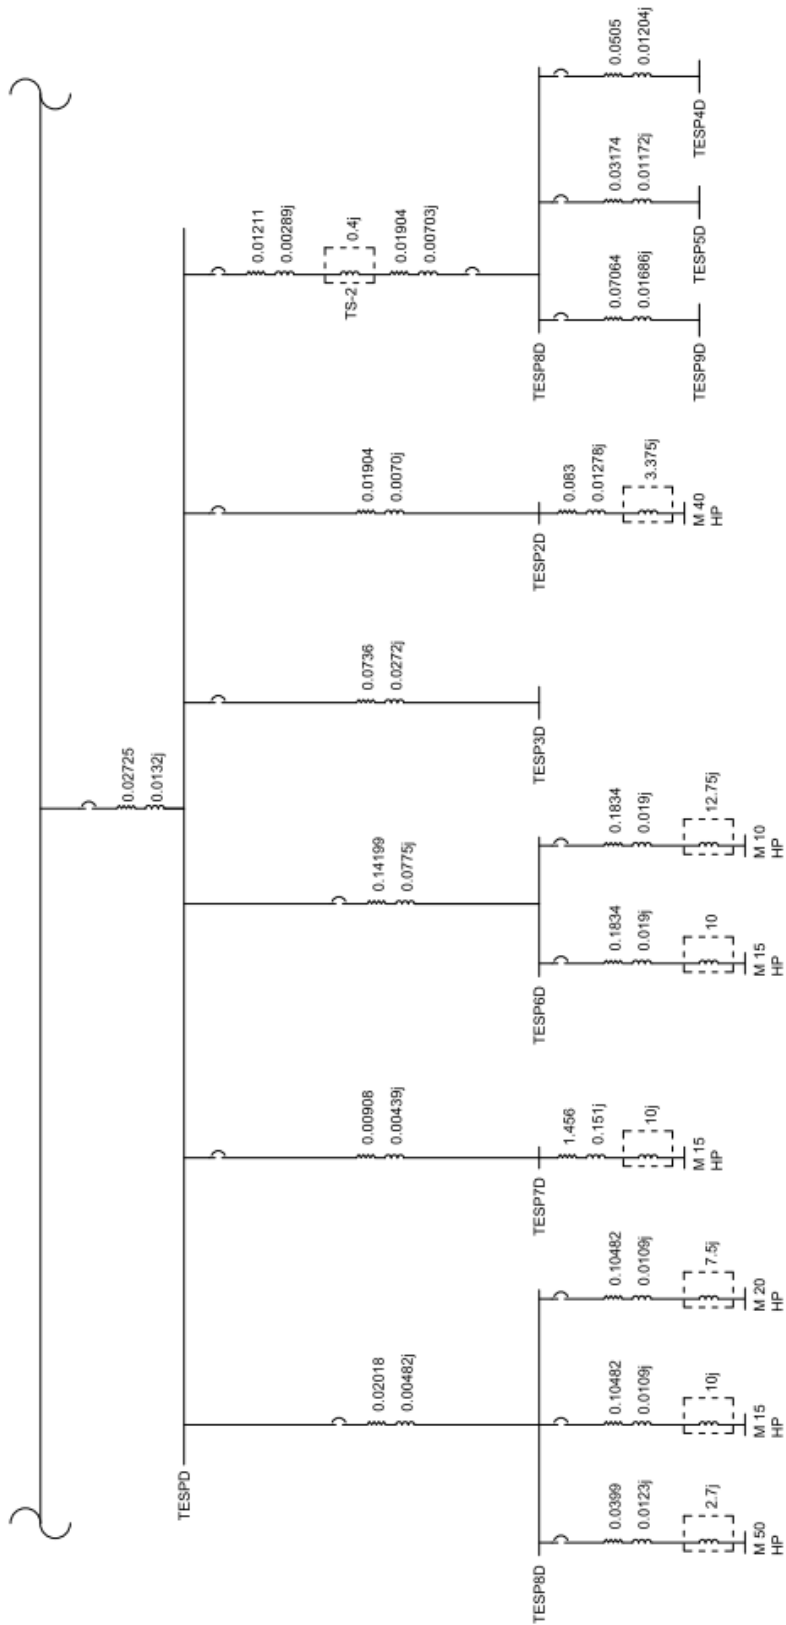 0.02725
0.0132j
TESPD
0.02018
0.00482j
0.00908
0.00439j
0.14199
0.0775j
0.0736
0.0272j
0.01904
0.0070j
0.01211
0.00289j
TS-2
0.4j
0.01904
0.00703j
TESP8D
0.0399
0.0123j
2.7j
M 50
HP
0.10482
0.0109j
10j
M 15
HP
0.10482
0.0109j
7.5j
M 20
HP
TESP7D
1.456
0.151j
10j
M 15
HP
TESP6D
0.1834
0.019j
10
M 15
HP
0.1834
0.019j
12.75j
M 10
HP
TESP3D
TESP2D
0.083
0.01278j
3.375j
M 40
HP
TESP8D
0.07064
0.01686j
TESP9D
0.03174
0.01172j
TESP5D
0.0505
0.01204j
TESP4D